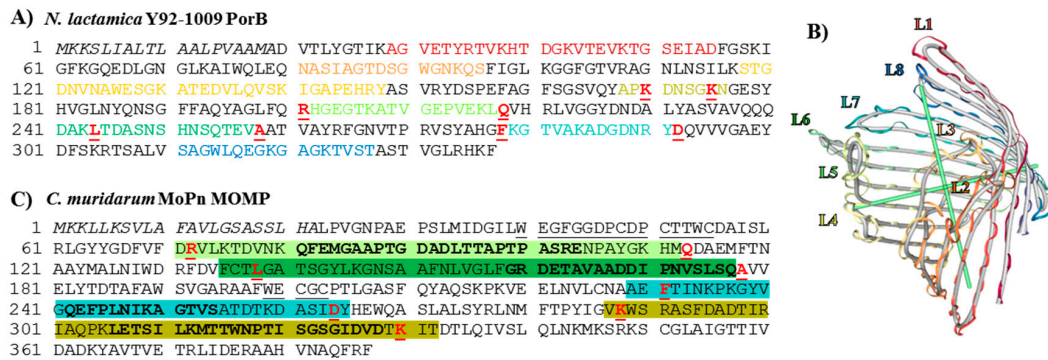 A) N. lactamica Y92-1009 PorB
1 MKKSLIALTL AALPVAAMAD VTLYGTIKAG VETYRTVKHT DGKVTEVKTG SEIADFGSKI
61 GFKGQEDLGN GLKAIWQLEQ NASIAGTDSG WGNKQSFIGL KGGFGTVRAG NLNSILKSTG
121 DNVNAWESGK ATEDVLQVSK IGAPEHRYAS VRYDSPEFAG FSGSVQYAPK DNSGKNGESY
181 HVGLNYQNSG FFAQYAGLFQ RHGEGTKATV GEPVEKLQVH RLVGGYDNDA LYASVAVQQQ
241 DAKLTDASNS HNSQTEVAAT VAYRFGNVTP RVSYAHGFKG TVAKADGDNR YDQVVVGAEY
301 DFSKRTSALV SAGWLQEGKG AGKTVSTAST VGLRHKF
B)
L1
L8
L7
L3
L6
L5
L2
L4
C) C. muridarum MoPn MOMP
1 MKKLLKSVLA FAVLGSASSL HALPVGNPAE PSLMIDGILW EGFGGDPCDP CTTWCDAISL
61 RLGYYGDFVF DRVLKTDVNK QFEMGAAPTG DADLTTAPTP ASRENPAYGK HMQDAEMFTN
121 AAYMALNIWD RFDVFCTLGA TSGYLKGNSA AFNLVGLFGR DETAVAADDI PNVSLSQAVV
181 ELYTDTAFAW SVGARAAFWE CGCPTLGASF QYAQSKPKVE ELNVLCNAAE FTINKPKGYV
241 GQEFPLNIKA GTVSATDTKD ASIDYHEWQA SLALSYRLNM FTPYIGVKWS RASFDADTIR
301 IAQPKLETSI LKMTTWNPTI SGSGIDVDTK ITDTLQIVSL QLNKMKSRKS CGLAIGTTIV
361 DADKYAVTVE TRLIDERAAH VNAQFRF